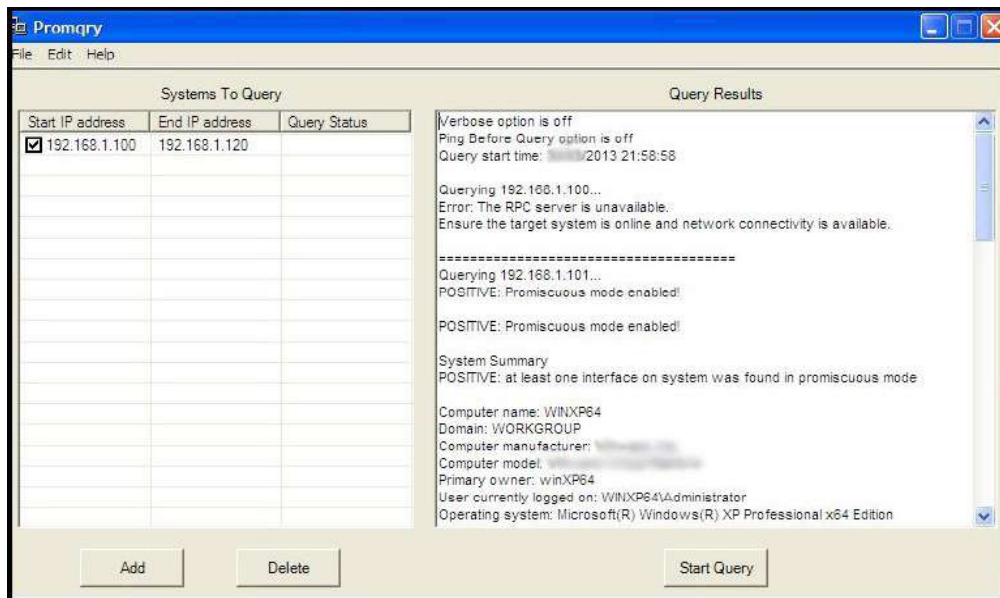 Promqry
File Edit Help
Systems To Query
Start IP address End IP address Query Status
192.168.1.100 192.168.1.120
Add Delete
Query Results
Verbose option is off
Ping Before Query option is off
Query start time: /2013 21:58:58
Querying 192.168.1.100...
Error: The RPC server is unavailable.
Ensure the target system is online and network connectivity is available.
=====================================
Querying 192.168.1.101...
POSITIVE: Promiscuous mode enabled!
POSITIVE: Promiscuous mode enabled!
System Summary
POSITIVE: at least one interface on system was found in promiscuous mode
Computer name: WINXP64
Domain: WORKGROUP
Computer manufacturer:
Computer model:
Primary owner: winXP64
User currently logged on: WINXP64\Administrator
Operating system: Microsoft(R) Windows(R) XP Professional x64 Edition
Start Query